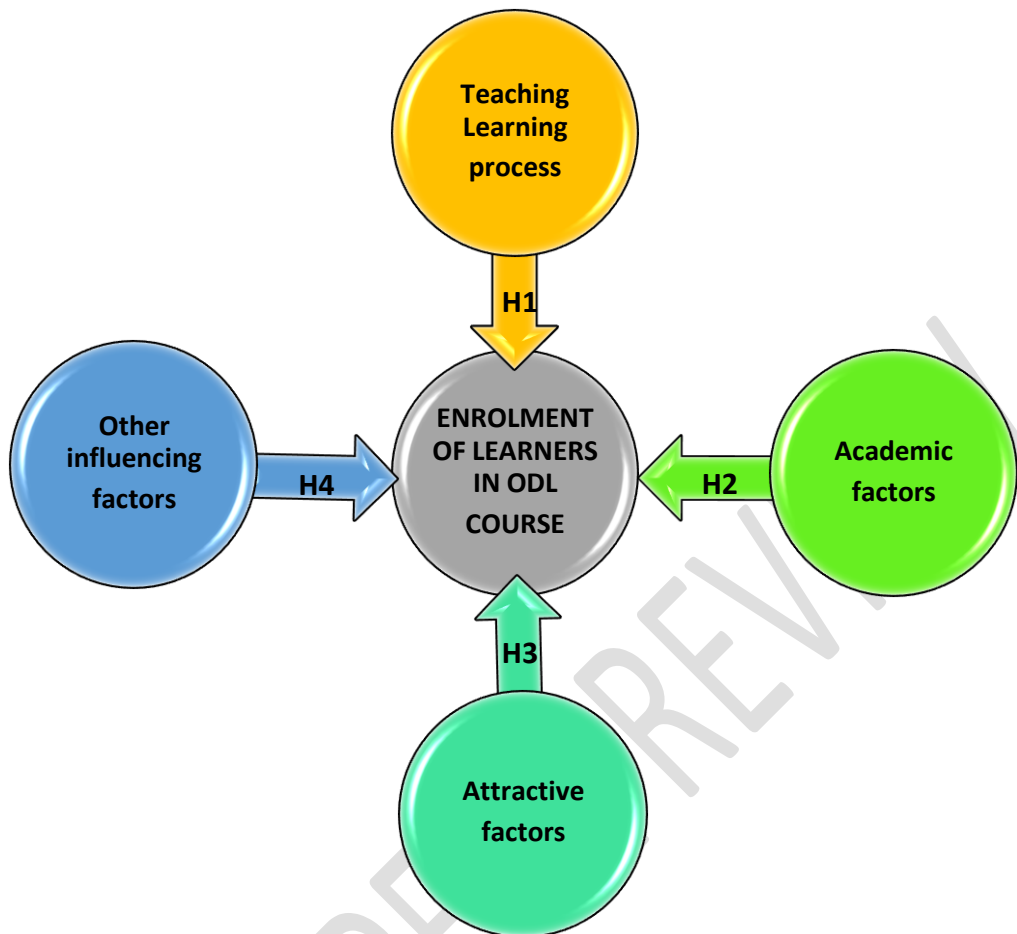 Teaching
Learning
process
H1
Other
influencing
factors
H4
ENROLMENT
OF LEARNERS
IN ODL
COURSE
H2
Academic
factors
H3
Attractive
factors